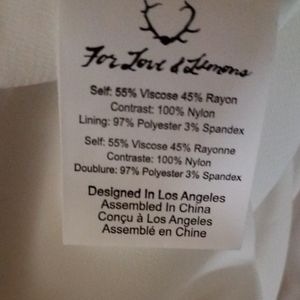 For Love & Lemons
Self: 55% Viscose 45% Rayon
Contrast: 100% Nylon
Lining: 97% Polyester 3% Spandex
Self: 55% Viscose 45% Rayonne
Contraste: 100% Nylon
Doublure: 97% Polyester 3% Spandex
Designed In Los Angeles
Assembled In China
Conçu à Los Angeles
Assemblé en Chine